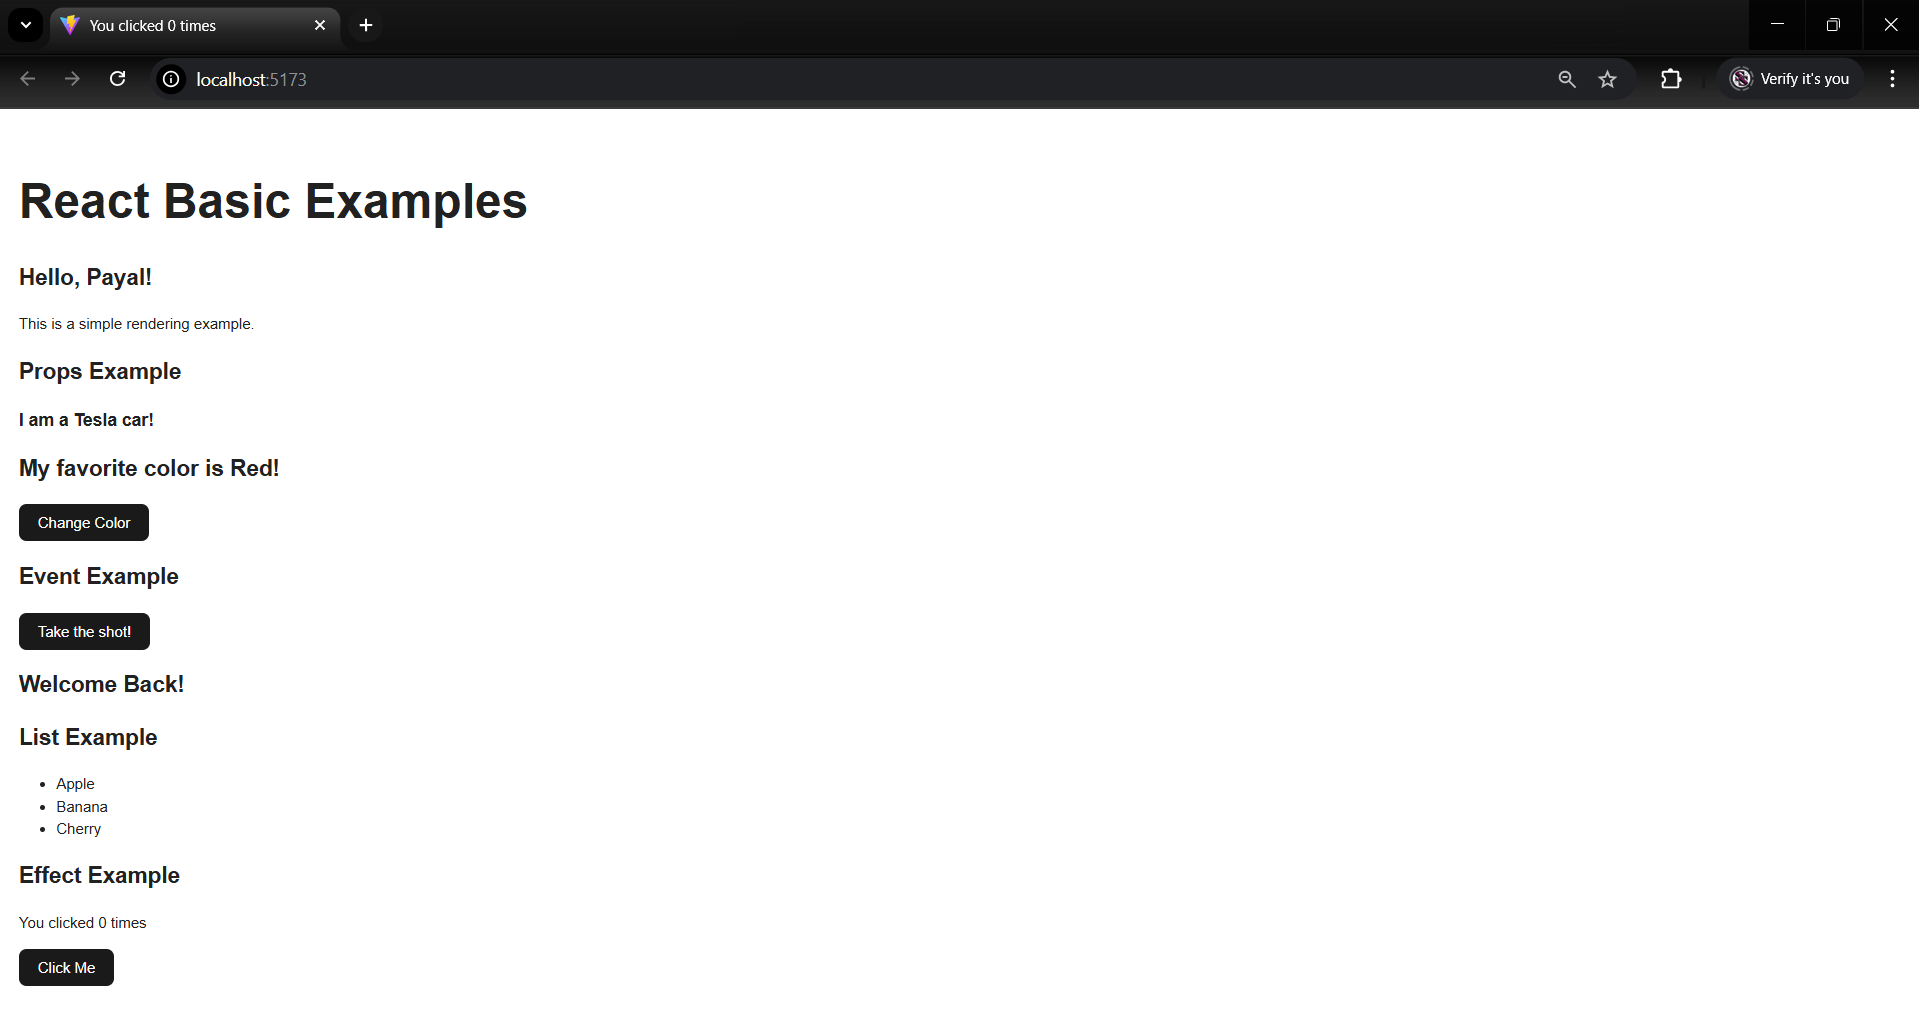 You clicked 0 times
localhost:5173
Verify it's you
React Basic Examples
Hello, Payal!
This is a simple rendering example.
Props Example
I am a Tesla car!
My favorite color is Red!
Change Color
Event Example
Take the shot!
Welcome Back!
List Example
Apple
Banana
Cherry
Effect Example
You clicked 0 times
Click Me